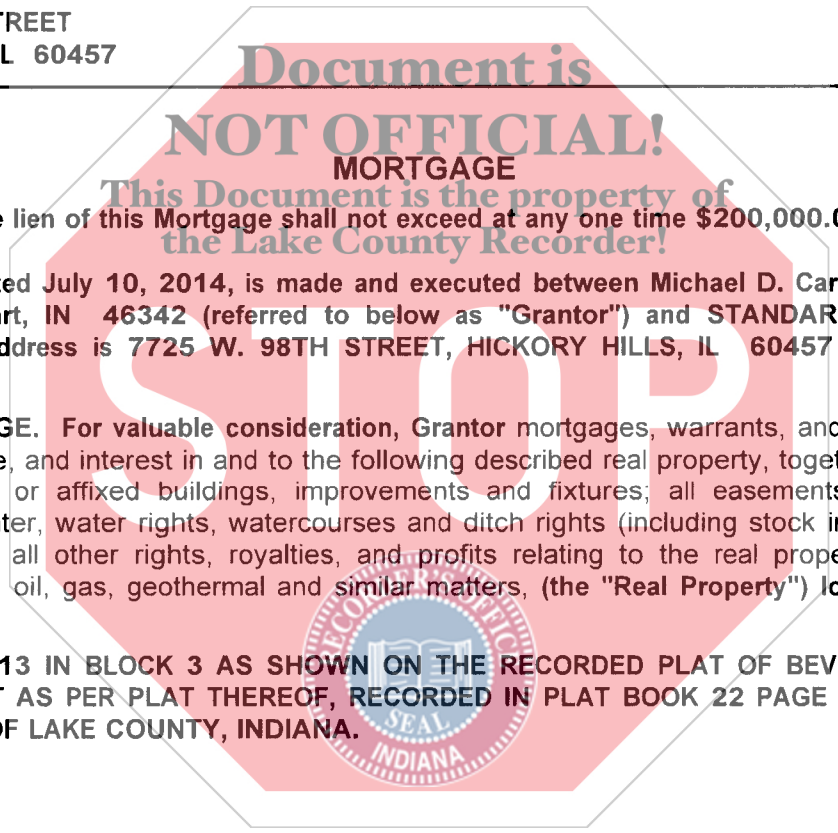 TREET
L 60457
Document is
NOT OFFICIAL!
MORTGAGE
This Document is the property of
e lien of this Mortgage shall not exceed at any one time $200,000.0
the Lake County Recorder!
ted July 10, 2014, is made and executed between Michael D. Car
art, IN 46342 (referred to below as "Grantor") and STANDAR
address is 7725 W. 98TH STREET, HICKORY HILLS, IL 60457
STOP
GE. For valuable consideration, Grantor mortgages, warrants, and
e, and interest in and to the following described real property, toget
or affixed buildings, improvements and fixtures; all easements
ter, water rights, watercourses and ditch rights (including stock in
all other rights, royalties, and profits relating to the real prope
oil, gas, geothermal and similar matters, (the "Real Property") lo
13 IN BLOCK 3 AS SHOWN ON THE RECORDED PLAT OF BEV
T AS PER PLAT THEREOF, RECORDED IN PLAT BOOK 22 PAGE
OF LAKE COUNTY, INDIANA.
RECORDER'S OFFICE
SEAL
INDIANA